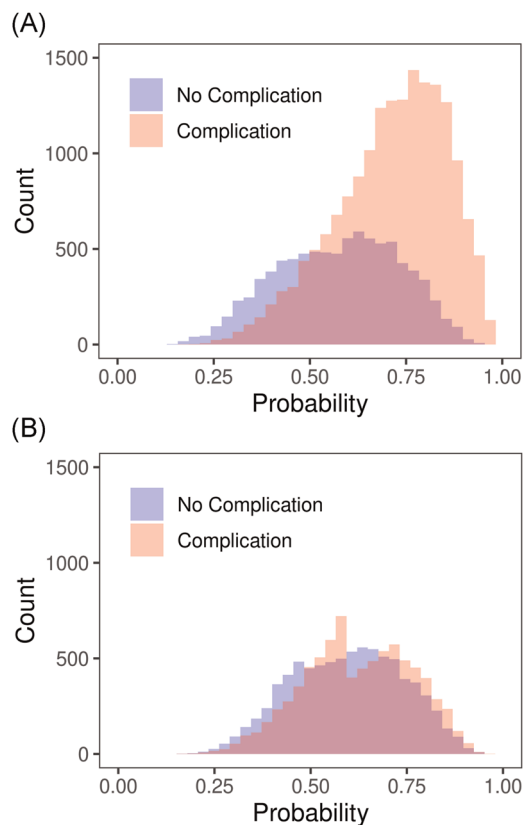 (A)
1500
1000
500
0
Count
No Complication
Complication
0.00 0.25 0.50 0.75 1.00
Probability
(B)
1500
1000
500
0
Count
No Complication
Complication
0.00 0.25 0.50 0.75 1.00
Probability